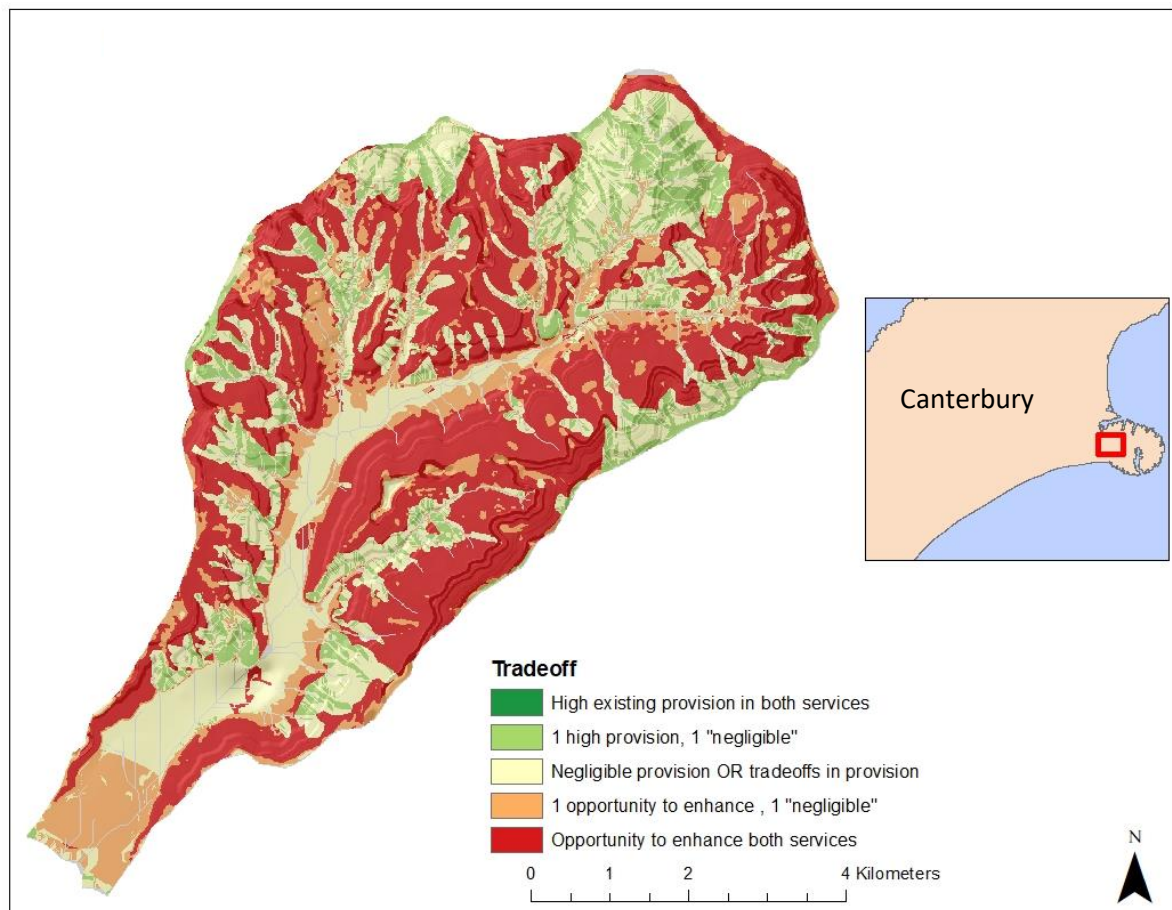 Canterbury
Tradeoff
High existing provision in both services
1 high provision, 1 "negligible"
Negligible provision OR tradeoffs in provision
1 opportunity to enhance , 1 "negligible"
Opportunity to enhance both services
0 1 2 4 Kilometers
N